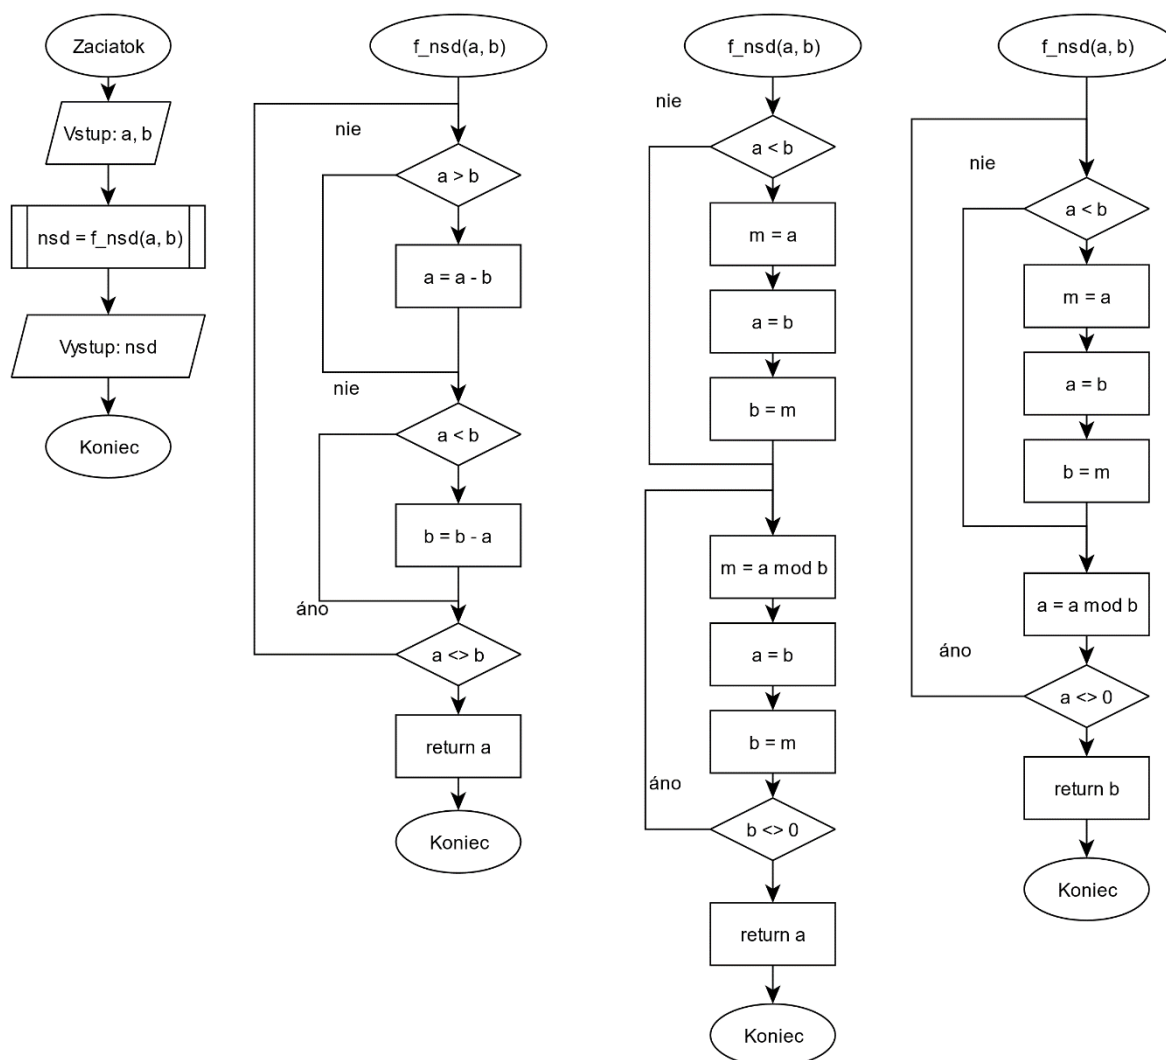 Zaciatok
Vstup: a, b
nsd = f_nsd(a, b)
Vystup: nsd
Koniec
f_nsd(a, b)
nie
a > b
a = a - b
nie
a < b
b = b - a
áno
a <> b
return a
Koniec
f_nsd(a, b)
nie
a < b
m = a
a = b
b = m
m = a mod b
a = b
b = m
áno
b <> 0
return a
Koniec
f_nsd(a, b)
nie
a < b
m = a
a = b
b = m
a = a mod b
áno
a <> 0
return b
Koniec